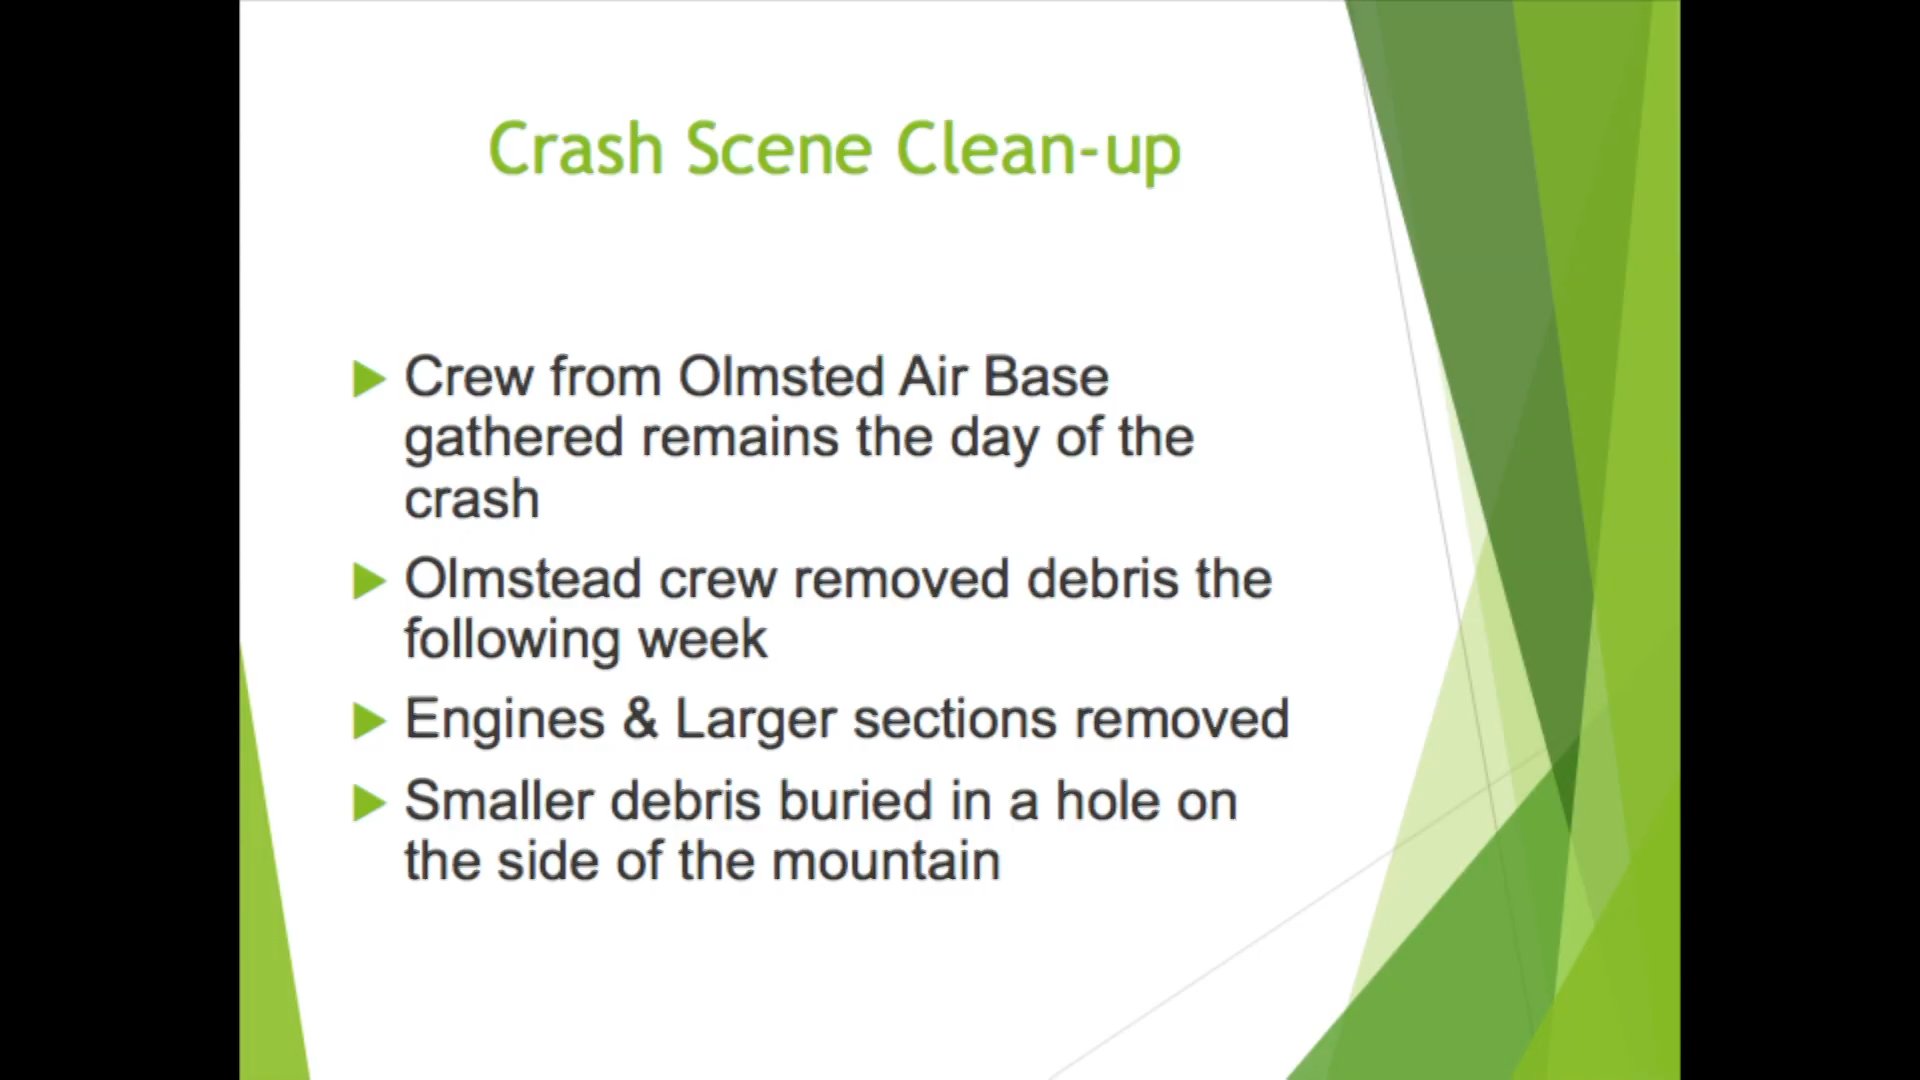 Crash Scene Clean-up
Crew from Olmsted Air Base
gathered remains the day of the
crash
Olmstead crew removed debris the
following week
Engines & Larger sections removed
Smaller debris buried in a hole on
the side of the mountain